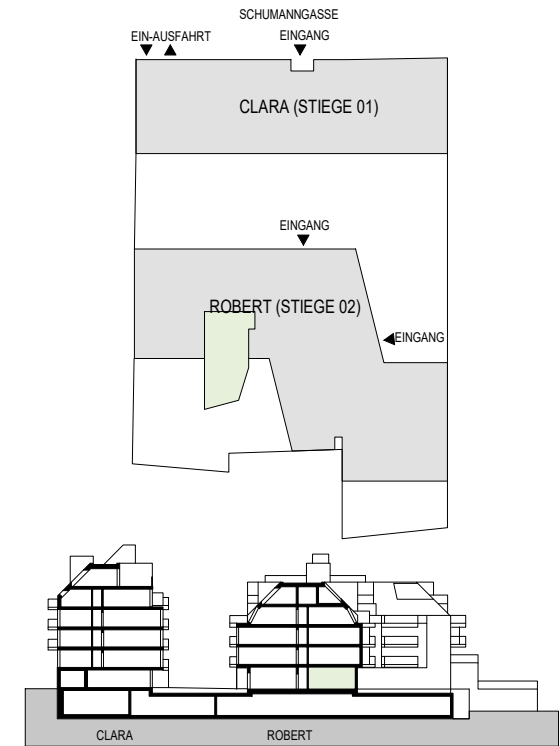 SCHUMANNGASSE
EIN-AUSFAHRT
EINGANG
CLARA (STIEGE 01)
EINGANG
ROBERT (STIEGE 02)
EINGANG
CLARA
ROBERT